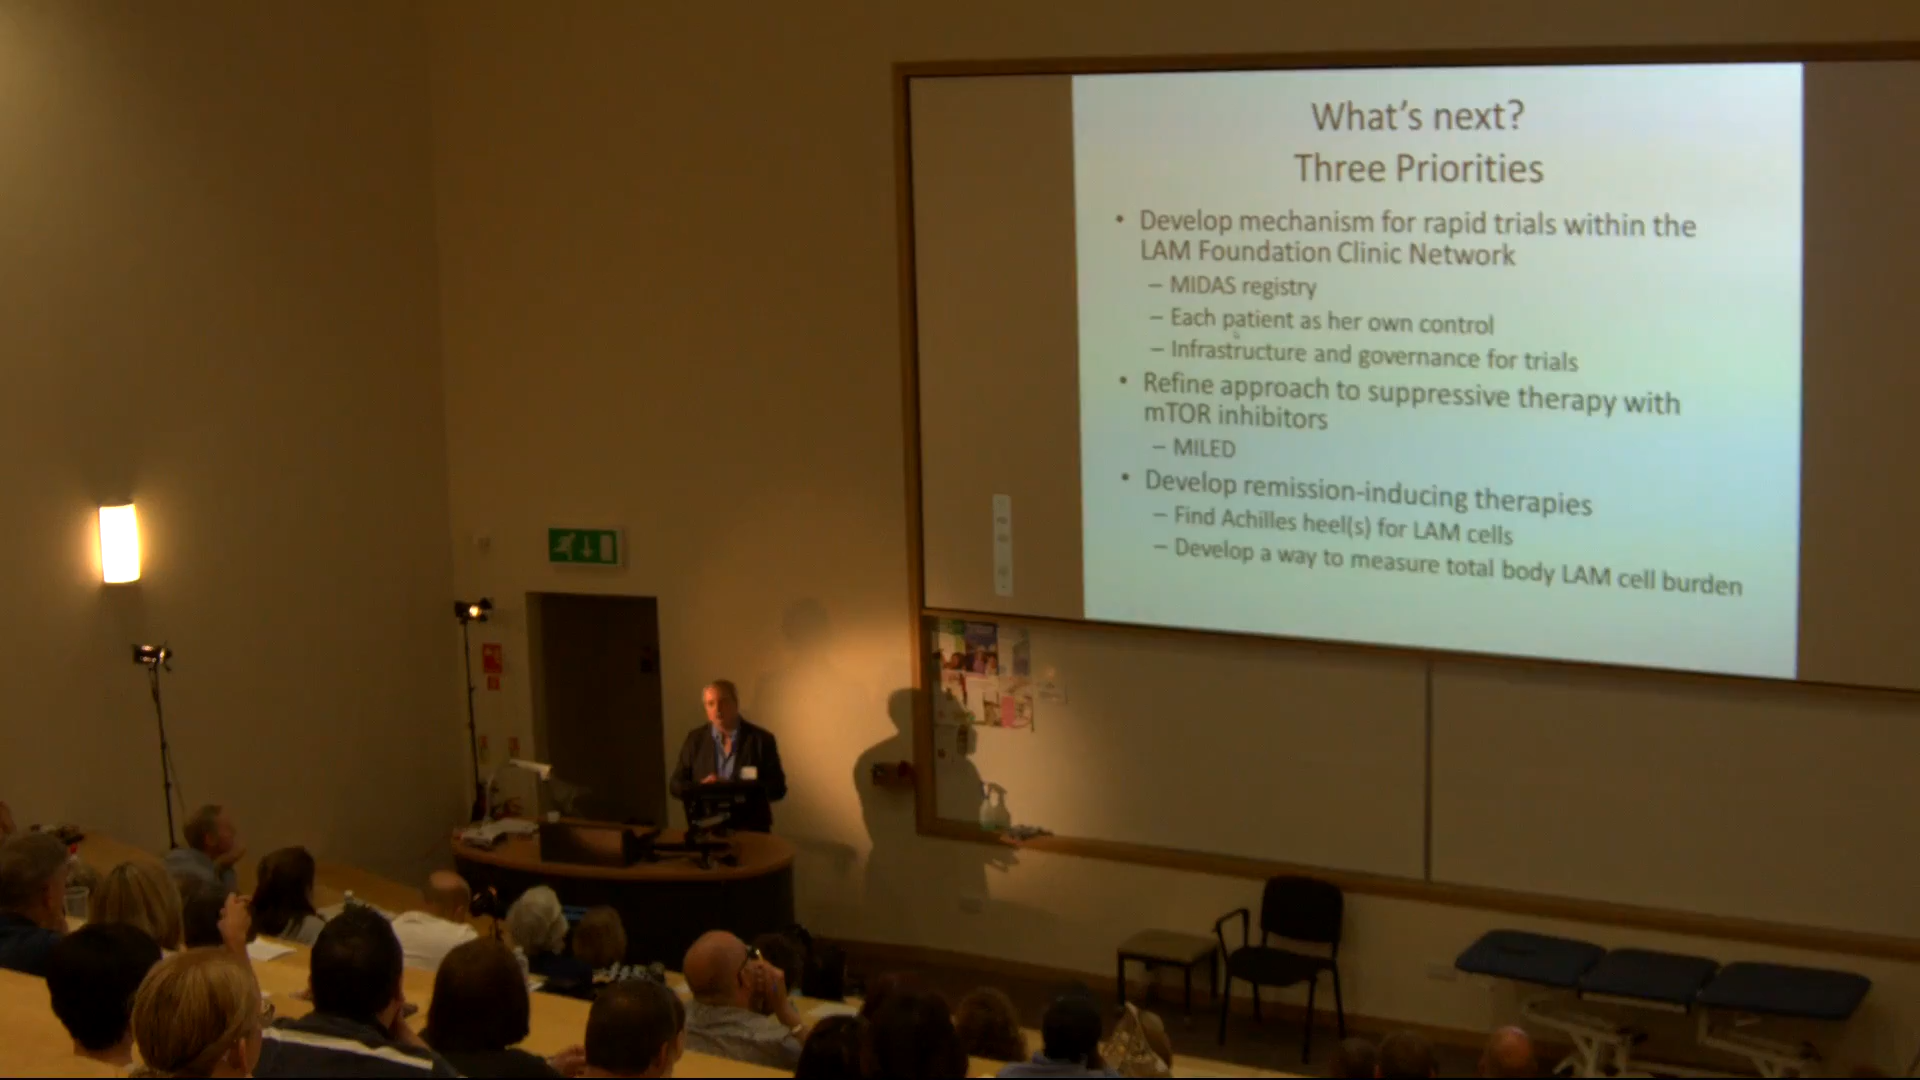 What's next?
Three Priorities
• Develop mechanism for rapid trials within the
LAM Foundation Clinic Network
– MIDAS registry
– Each patient as her own control
– Infrastructure and governance for trials
• Refine approach to suppressive therapy with
mTOR inhibitors
– MILED
• Develop remission-inducing therapies
– Find Achilles heel(s) for LAM cells
– Develop a way to measure total body LAM cell burden